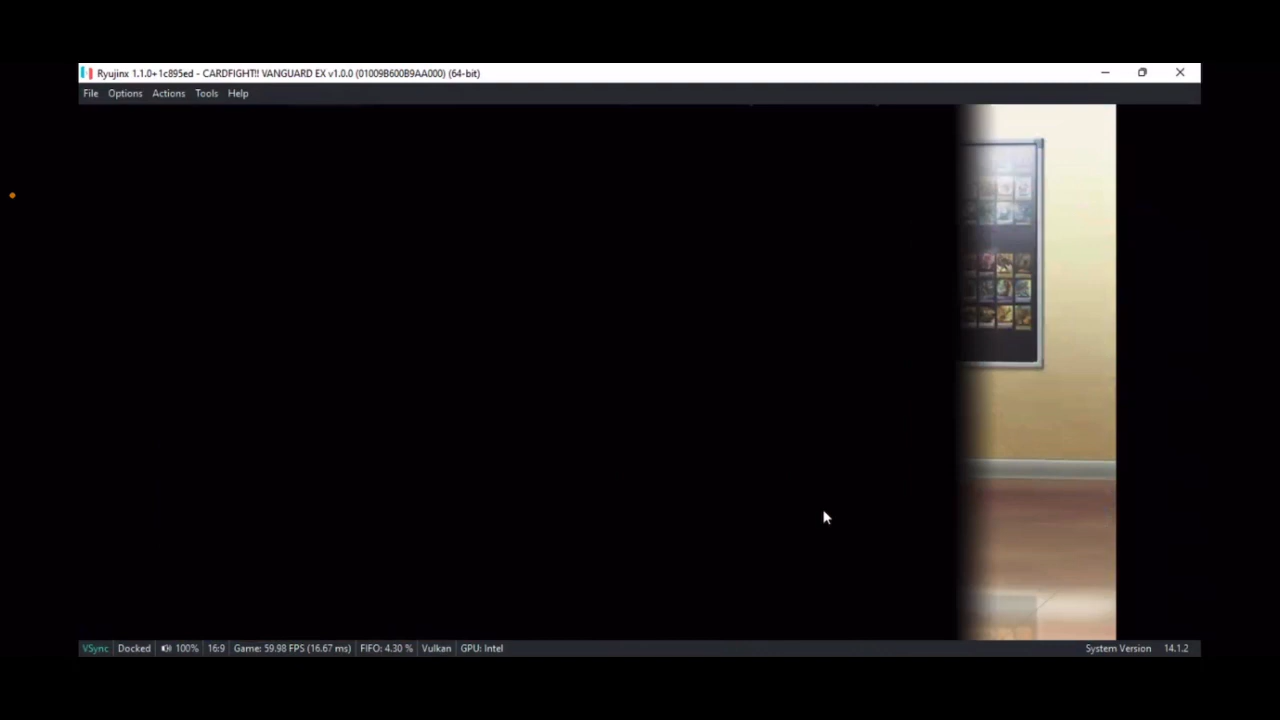 Ryujinx 1.1.0+1c895ed - CARDFIGHT!! VANGUARD EX v1.0.0 (01009B600B9AA000) (64-bit)
File Options Actions Tools Help
VSync Docked 100% 16:9 Game: 59.98 FPS (16.67 ms) FIFO: 4.30 % Vulkan GPU: Intel System Version 14.1.2